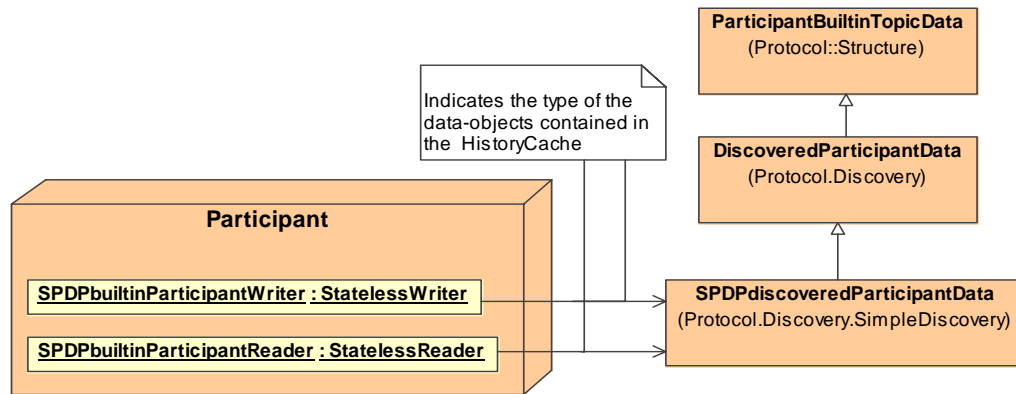 ParticipantBuiltinTopicData
(Protocol::Structure)
Indicates the type of the
data-objects contained in
the HistoryCache
DiscoveredParticipantData
(Protocol.Discovery)
Participant
SPDPbuiltinParticipantWriter : StatelessWriter
SPDPdiscoveredParticipantData
(Protocol.Discovery.SimpleDiscovery)
SPDPbuiltinParticipantReader : StatelessReader